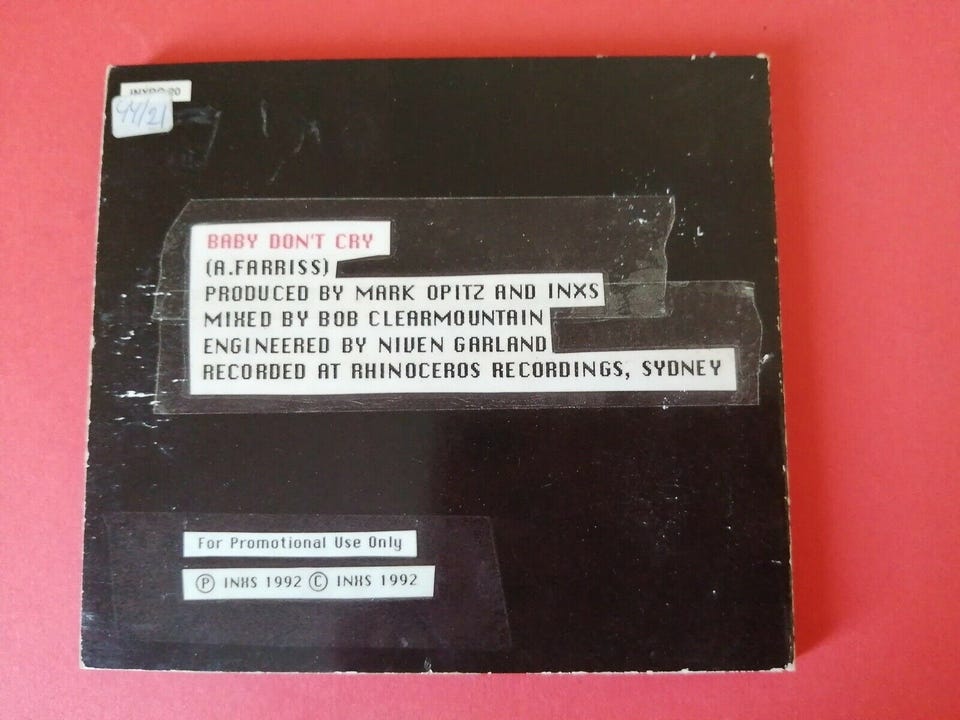 44/21
BABY DON'T CRY
(A.FARRISS)
PRODUCED BY MARK OPITZ AND INXS
MIXED BY BOB CLEARMOUNTAIN
ENGINEERED BY NIVEN GARLAND
RECORDED AT RHINOCEROS RECORDINGS, SYDNEY
For Promotional Use Only
Ⓟ INXS 1992 © INXS 1992